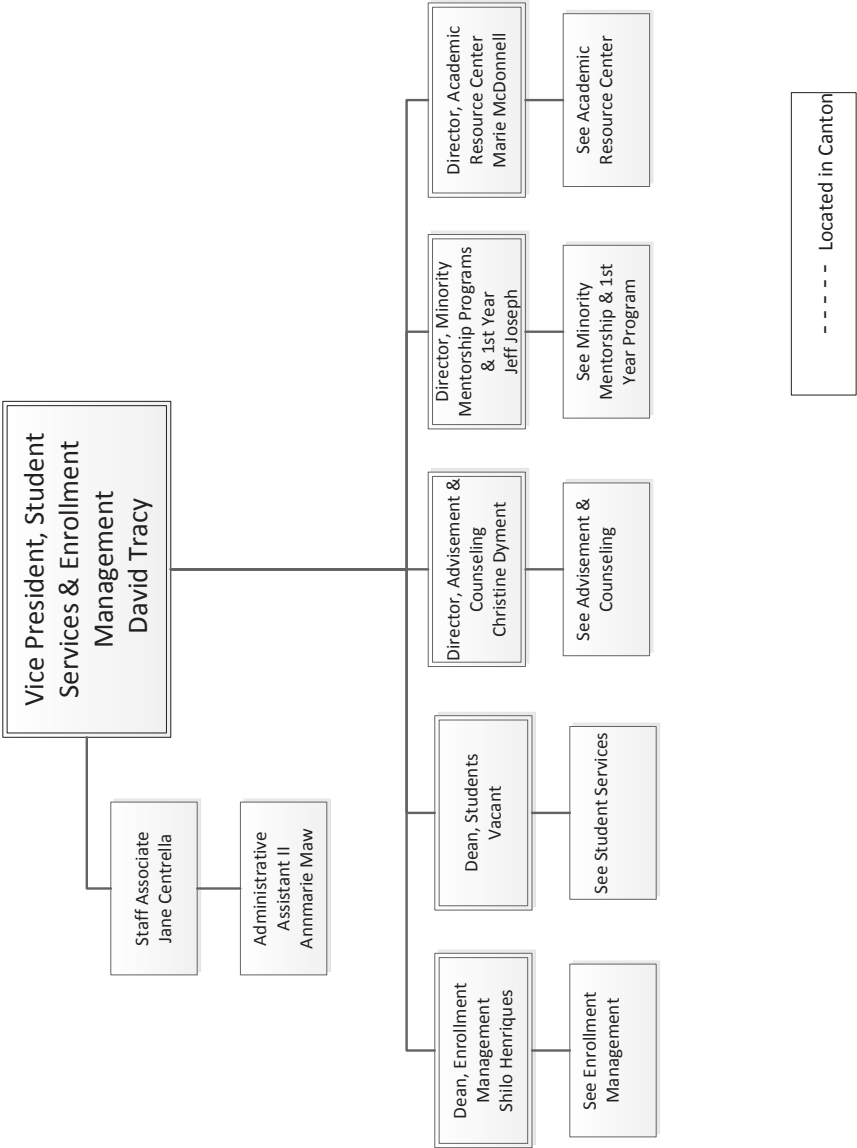 Vice President, Student
Services & Enrollment
Management
David Tracy
Staff Associate
Jane Centrella
Administrative
Assistant II
Annmarie Maw
Dean, Enrollment
Management
Shilo Henriques
See Enrollment
Management
Dean, Students
Vacant
See Student Services
Director, Advisement &
Counseling
Christine Dyment
See Advisement &
Counseling
Director, Minority
Mentorship Programs
& 1st Year
Jeff Joseph
See Minority
Mentorship & 1st
Year Program
Director, Academic
Resource Center
Marie McDonnell
See Academic
Resource Center
- - - - - Located in Canton